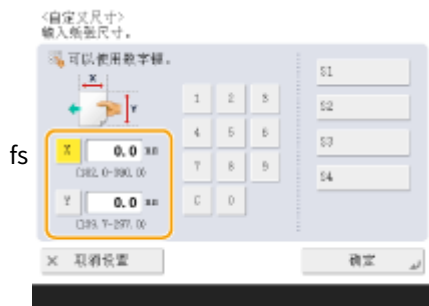 <自定义尺寸>
输入纸张尺寸。
可以使用数字键。
X
Y
fs
X 0.0 mm
Y 0.0 mm
1 2 3
4 5 6
7 8 9
C 0
S1
S2
S3
S4
× 取消设置
确定